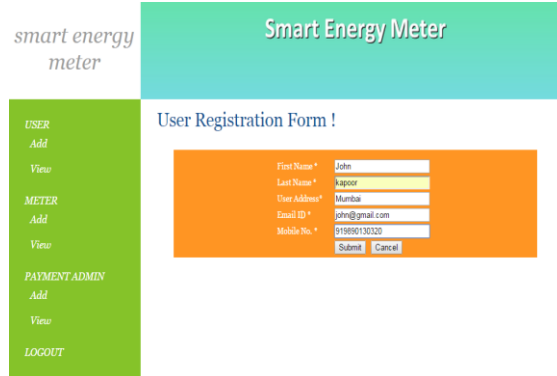 smart energy
meter
Smart Energy Meter
USER
Add
View
METER
Add
View
PAYMENT ADMIN
Add
View
LOGOUT
User Registration Form !
First Name * John
Last Name * kapoor
User Address* Mumbai
Email ID * john@gmail.com
Mobile No. * 919890130320
Submit Cancel